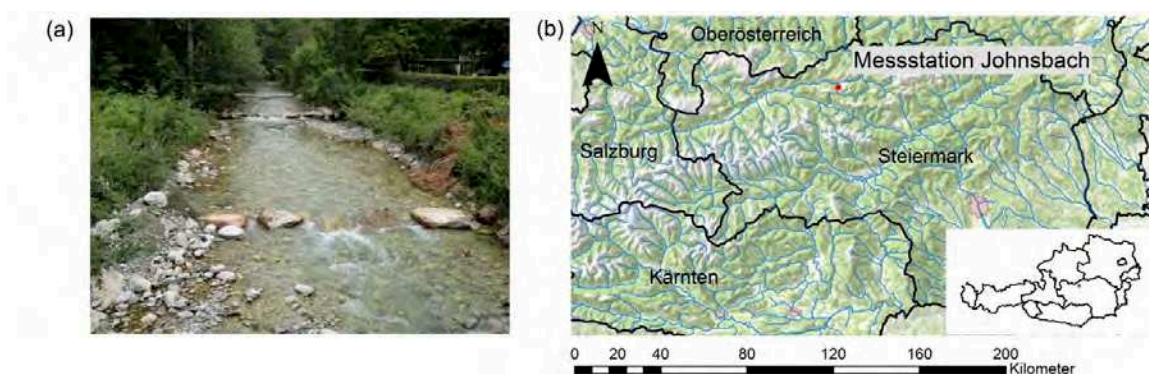 (a)
(b)
N
Oberösterreich
Messstation Johnsbach
Salzburg
Steiermark
Kärnten
0 20 40 80 120 160 200
Kilometer